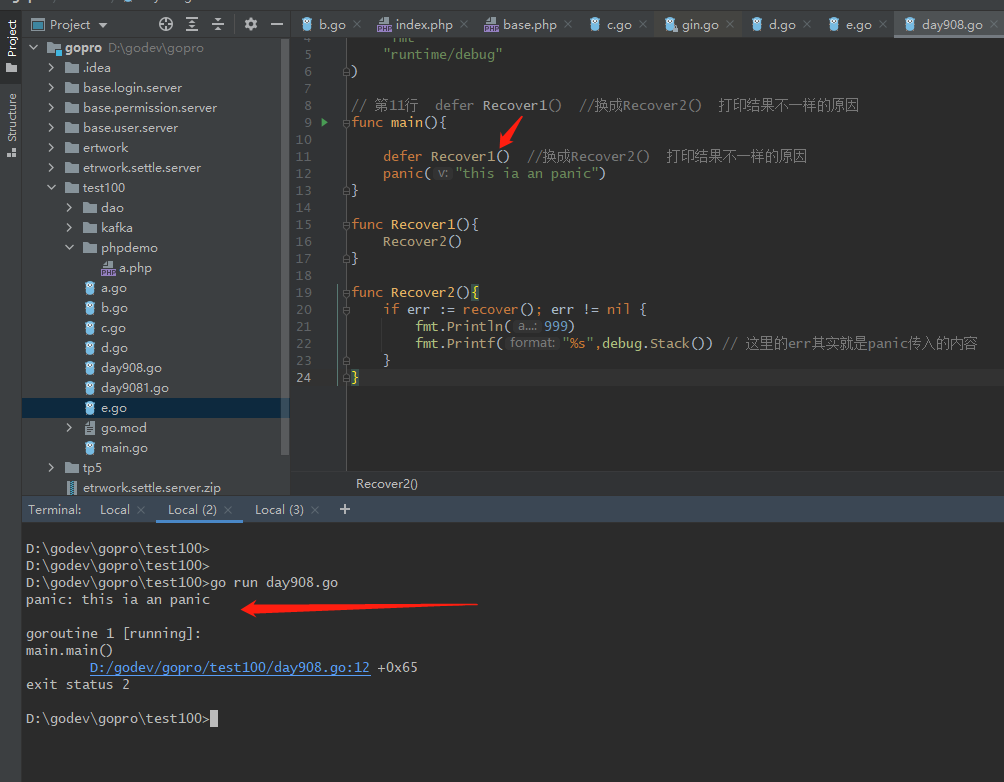 Project
b.go
index.php
base.php
c.go
gin.go
d.go
e.go
day908.go
Project
Structure
gopro D:\godev\gopro
.idea
base.login.server
base.permission.server
base.user.server
ertwork
etrwork.settle.server
test100
dao
kafka
phpdemo
a.php
a.go
b.go
c.go
d.go
day908.go
day9081.go
e.go
go.mod
main.go
tp5
etrwork.settle.server.zip
5 "runtime/debug"
6 )
7
8 // 第11行 defer Recover1() //换成Recover2() 打印结果不一样的原因
9 func main(){
10
11 defer Recover1() //换成Recover2() 打印结果不一样的原因
12 panic( v: "this ia an panic")
13 }
14
15 func Recover1(){
16 Recover2()
17 }
18
19 func Recover2(){
20 if err := recover(); err != nil {
21 fmt.Println( a...: 999)
22 fmt.Printf( format: "%s",debug.Stack()) // 这里的err其实就是panic传入的内容
23 }
24 }
Recover2()
Terminal: Local Local (2) Local (3) +
D:\godev\gopro\test100>
D:\godev\gopro\test100>
D:\godev\gopro\test100>go run day908.go
panic: this ia an panic
goroutine 1 [running]:
main.main()
D:/godev/gopro/test100/day908.go:12 +0x65
exit status 2
D:\godev\gopro\test100>